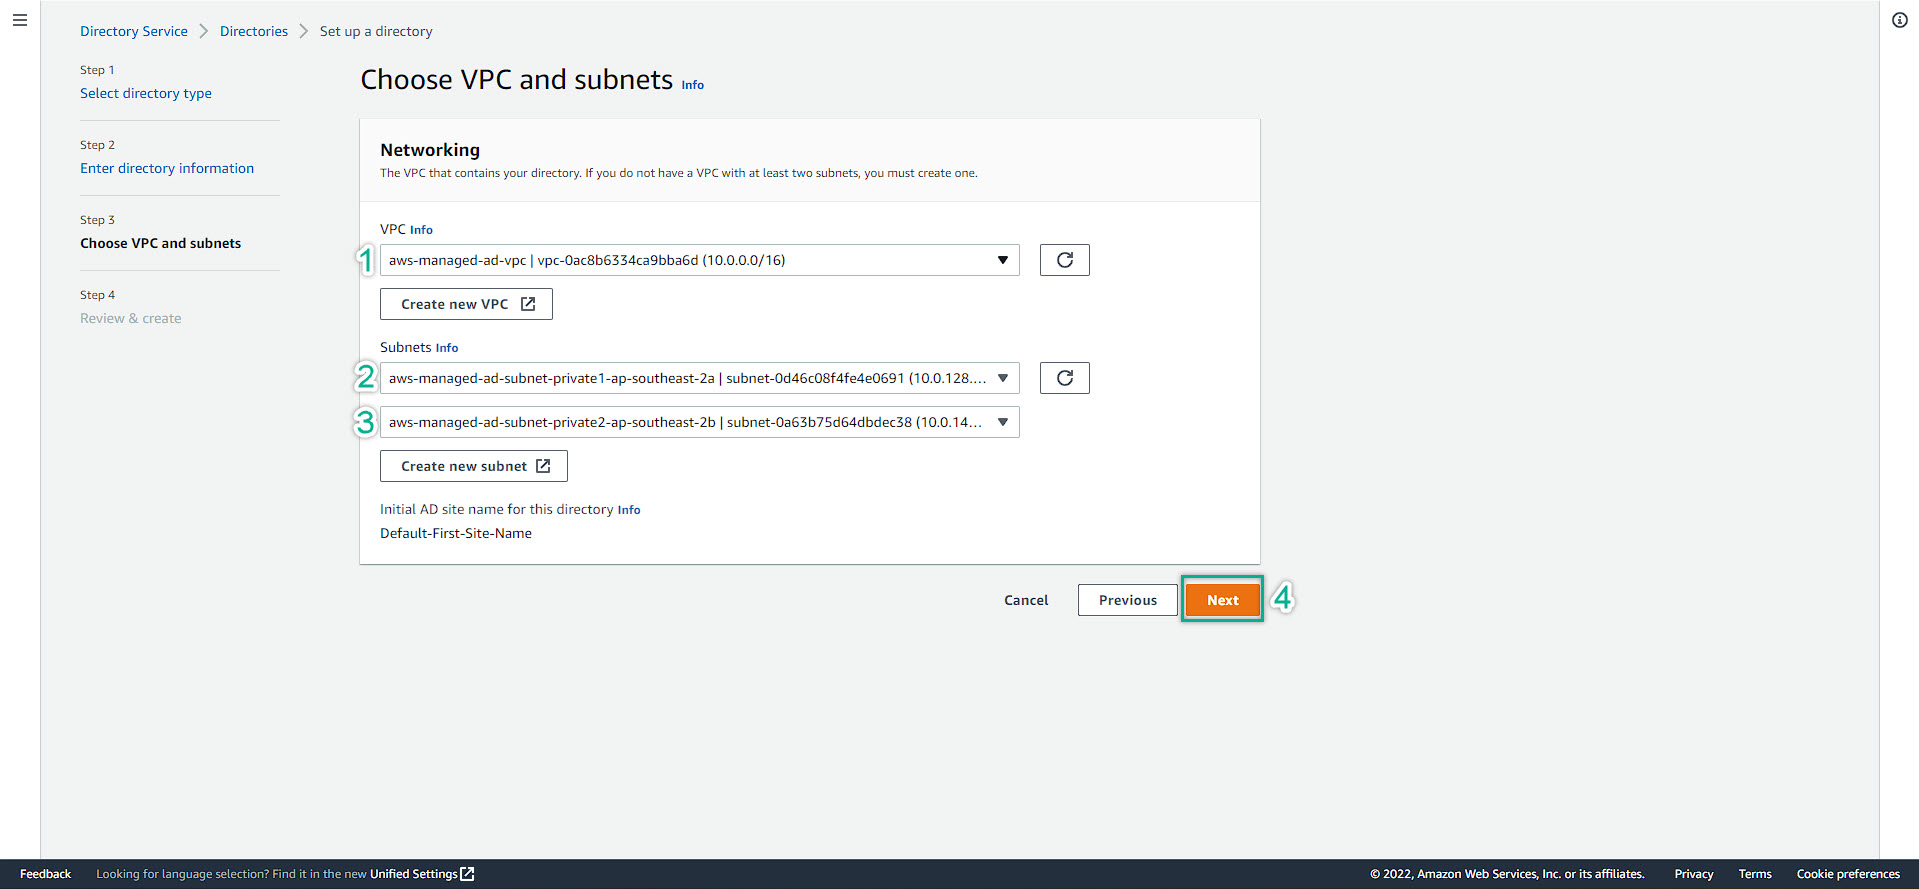 Directory Service
Directories
Set up a directory
Step 1
Select directory type
Step 2
Enter directory information
Step 3
Choose VPC and subnets
Step 4
Review & create
Choose VPC and subnets Info
Networking
The VPC that contains your directory. If you do not have a VPC with at least two subnets, you must create one.
VPC Info
1
aws-managed-ad-vpc | vpc-0ac8b6334ca9bba6d (10.0.0.0/16)
Create new VPC
Subnets Info
2
aws-managed-ad-subnet-private1-ap-southeast-2a | subnet-0d46c08f4fe4e0691 (10.0.128....
3
aws-managed-ad-subnet-private2-ap-southeast-2b | subnet-0a63b75d64dbdec38 (10.0.14...
Create new subnet
Initial AD site name for this directory Info
Default-First-Site-Name
Cancel
Previous
Next
4
Feedback
Looking for language selection? Find it in the new Unified Settings
© 2022, Amazon Web Services, Inc. or its affiliates.
Privacy
Terms
Cookie preferences